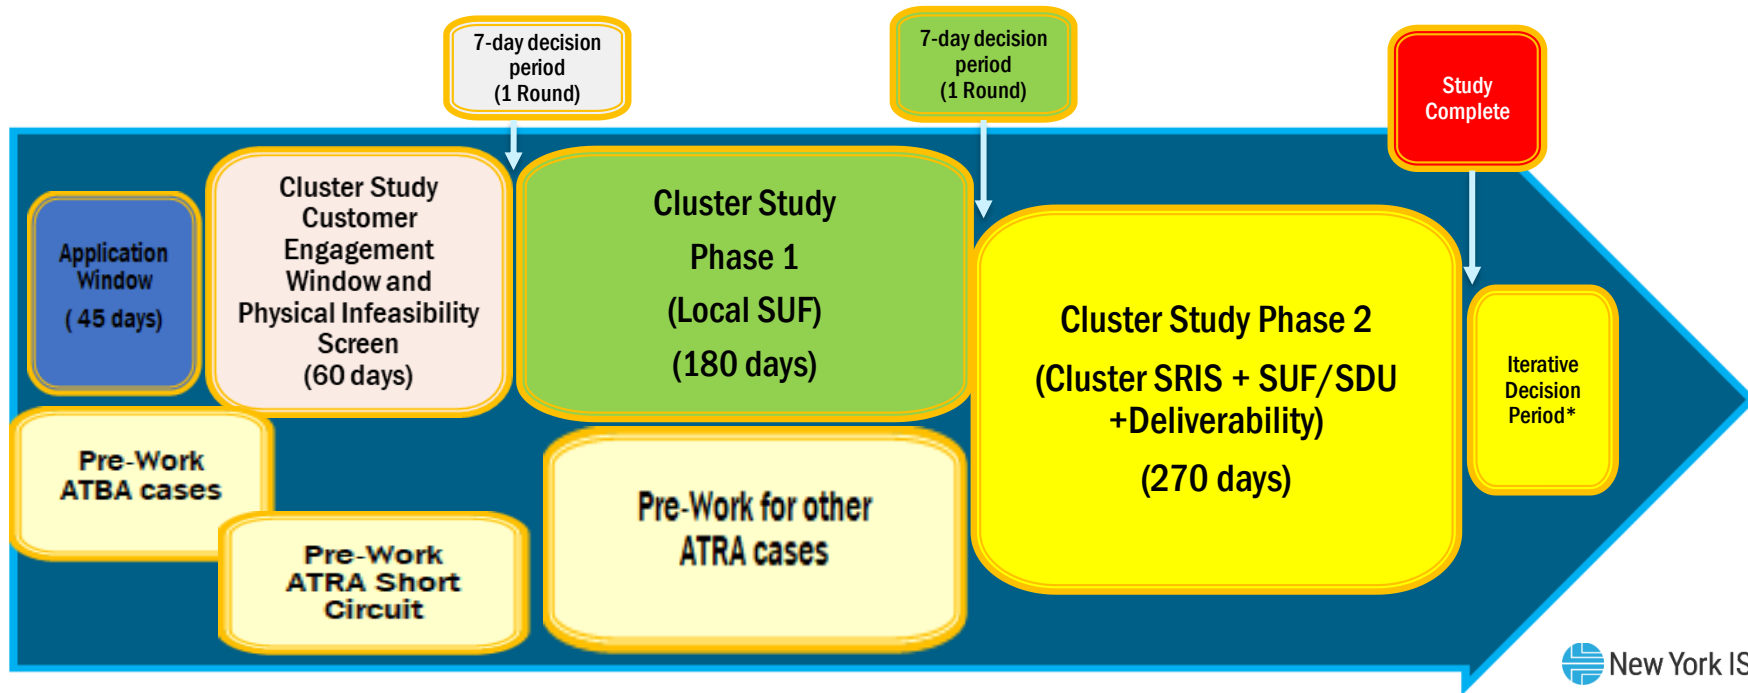 7-day decision
period
(1 Round)
7-day decision
period
(1 Round)
Study
Complete
Application
Window
( 45 days)
Cluster Study
Customer
Engagement
Window and
Physical Infeasibility
Screen
(60 days)
Cluster Study
Phase 1
(Local SUF)
(180 days)
Cluster Study Phase 2
(Cluster SRIS + SUF/SDU
+Deliverability)
(270 days)
Iterative
Decision
Period*
Pre-Work
ATBA cases
Pre-Work
ATRA Short
Circuit
Pre-Work for other
ATRA cases
New York IS